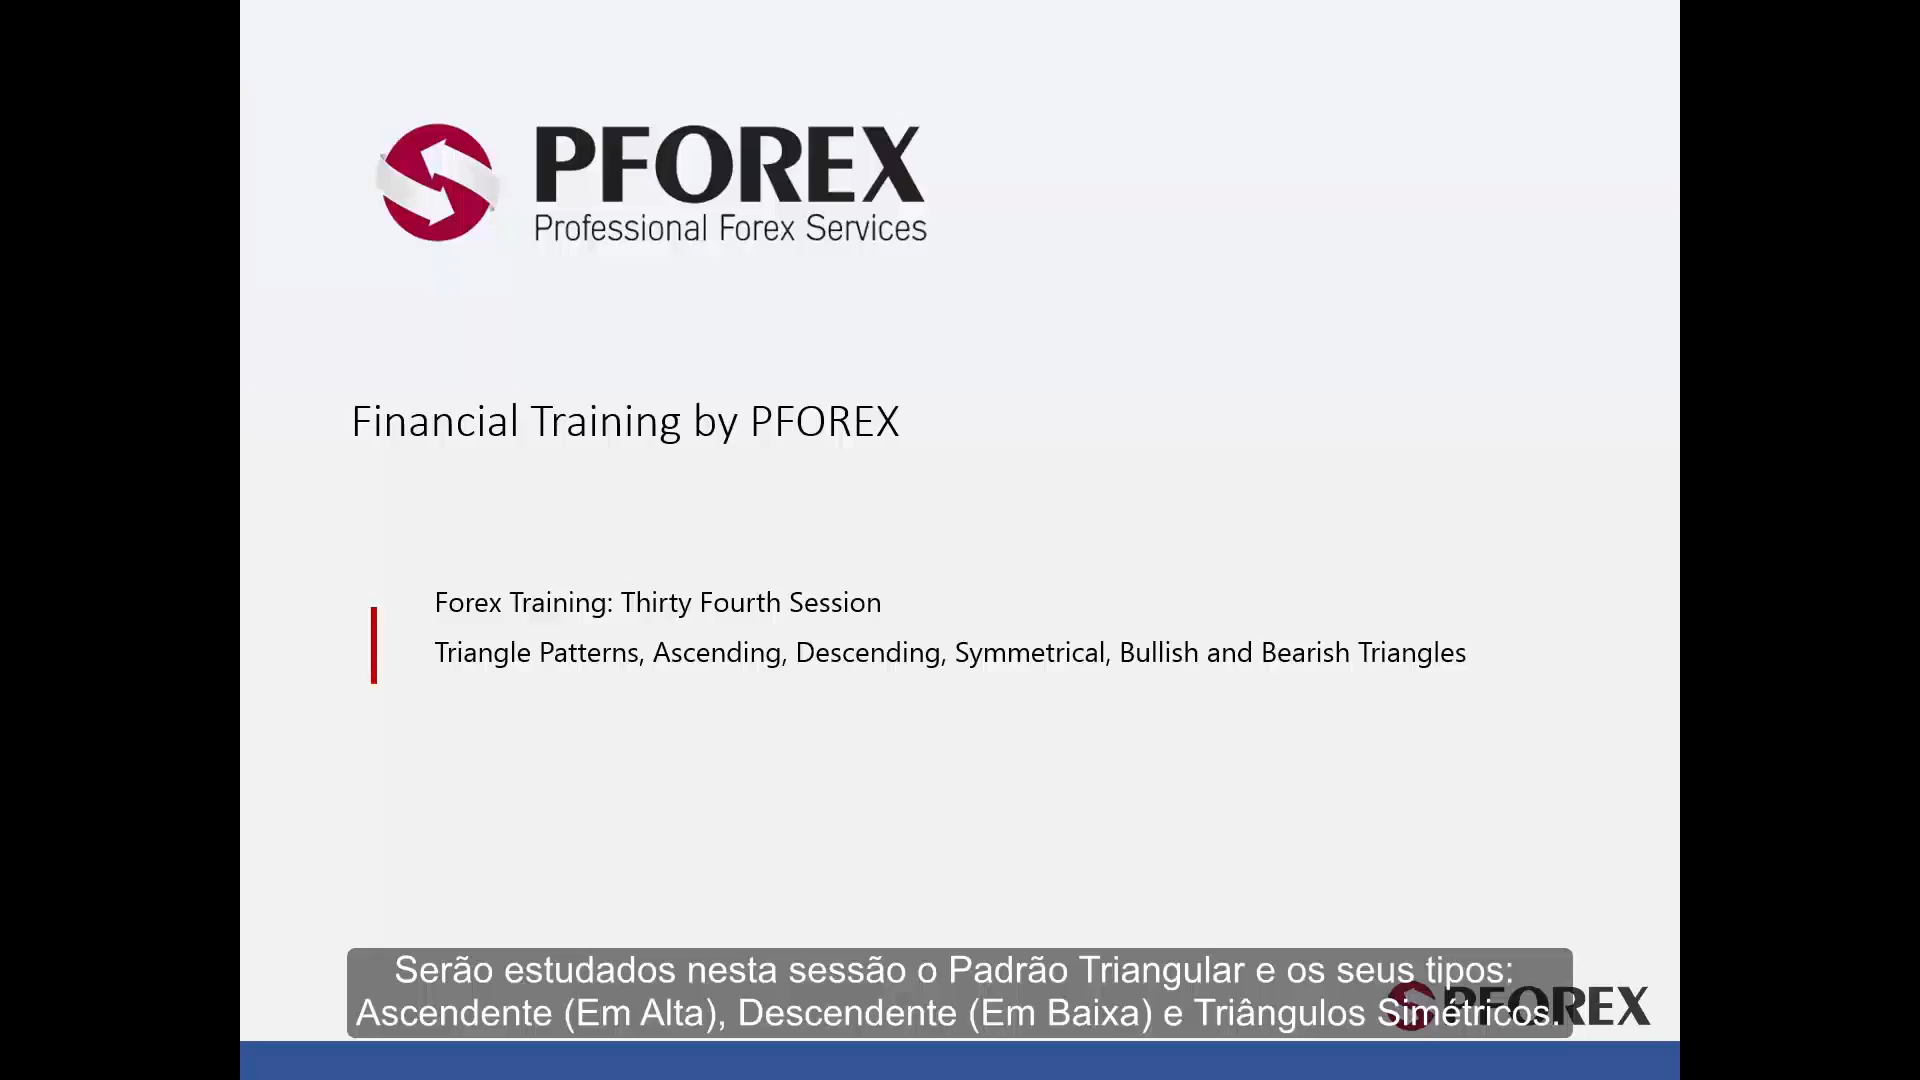 PFOREX
Professional Forex Services
Financial Training by PFOREX
Forex Training: Thirty Fourth Session
Triangle Patterns, Ascending, Descending, Symmetrical, Bullish and Bearish Triangles
Serão estudados nesta sessão o Padrão Triangular e os seus tipos:
Ascendente (Em Alta), Descendente (Em Baixa) e Triângulos Simétricos.
PFOREX